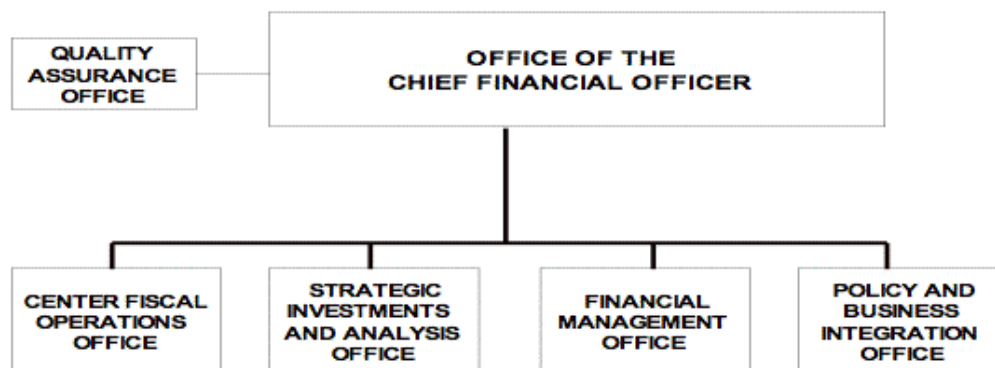 QUALITY
ASSURANCE
OFFICE
OFFICE OF THE
CHIEF FINANCIAL OFFICER
CENTER FISCAL
OPERATIONS
OFFICE
STRATEGIC
INVESTMENTS
AND ANALYSIS
OFFICE
FINANCIAL
MANAGEMENT
OFFICE
POLICY AND
BUSINESS
INTEGRATION
OFFICE